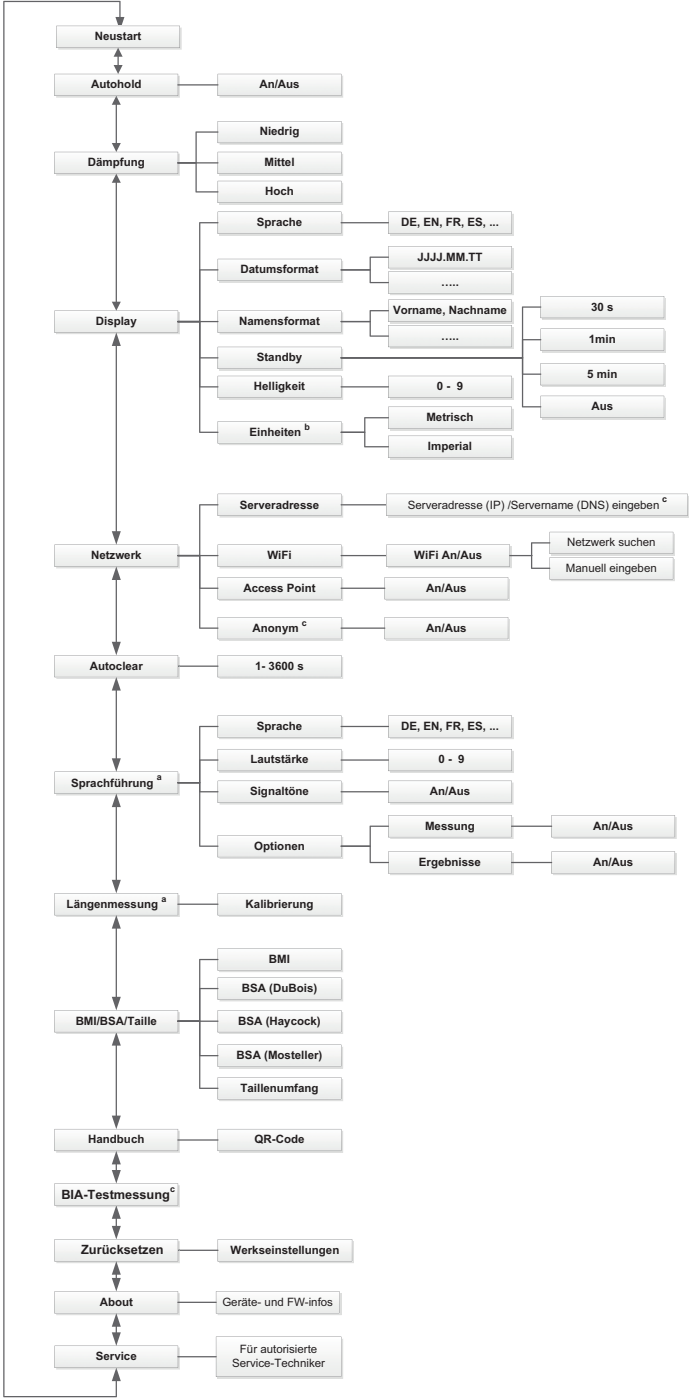 Neustart
Autohold
An/Aus
Dämpfung
Niedrig
Mittel
Hoch
Display
Sprache
DE, EN, FR, ES, ...
Datumsformat
JJJJ.MM.TT
.....
Namensformat
Vorname, Nachname
.....
Standby
30 s
1min
5 min
Aus
Helligkeit
0 - 9
Einheiten b
Metrisch
Imperial
Netzwerk
Serveradresse
Serveradresse (IP) /Servername (DNS) eingeben c
WiFi
WiFi An/Aus
Netzwerk suchen
Manuell eingeben
Access Point
An/Aus
Anonym c
An/Aus
Autoclear
1- 3600 s
Sprachführung a
Sprache
DE, EN, FR, ES, ...
Lautstärke
0 - 9
Signaltöne
An/Aus
Optionen
Messung
An/Aus
Ergebnisse
An/Aus
Längenmessung a
Kalibrierung
BMI/BSA/Taille
BMI
BSA (DuBois)
BSA (Haycock)
BSA (Mosteller)
Taillenumfang
Handbuch
QR-Code
BIA-Testmessung c
Zurücksetzen
Werkseinstellungen
About
Geräte- und FW-infos
Service
Für autorisierte
Service-Techniker